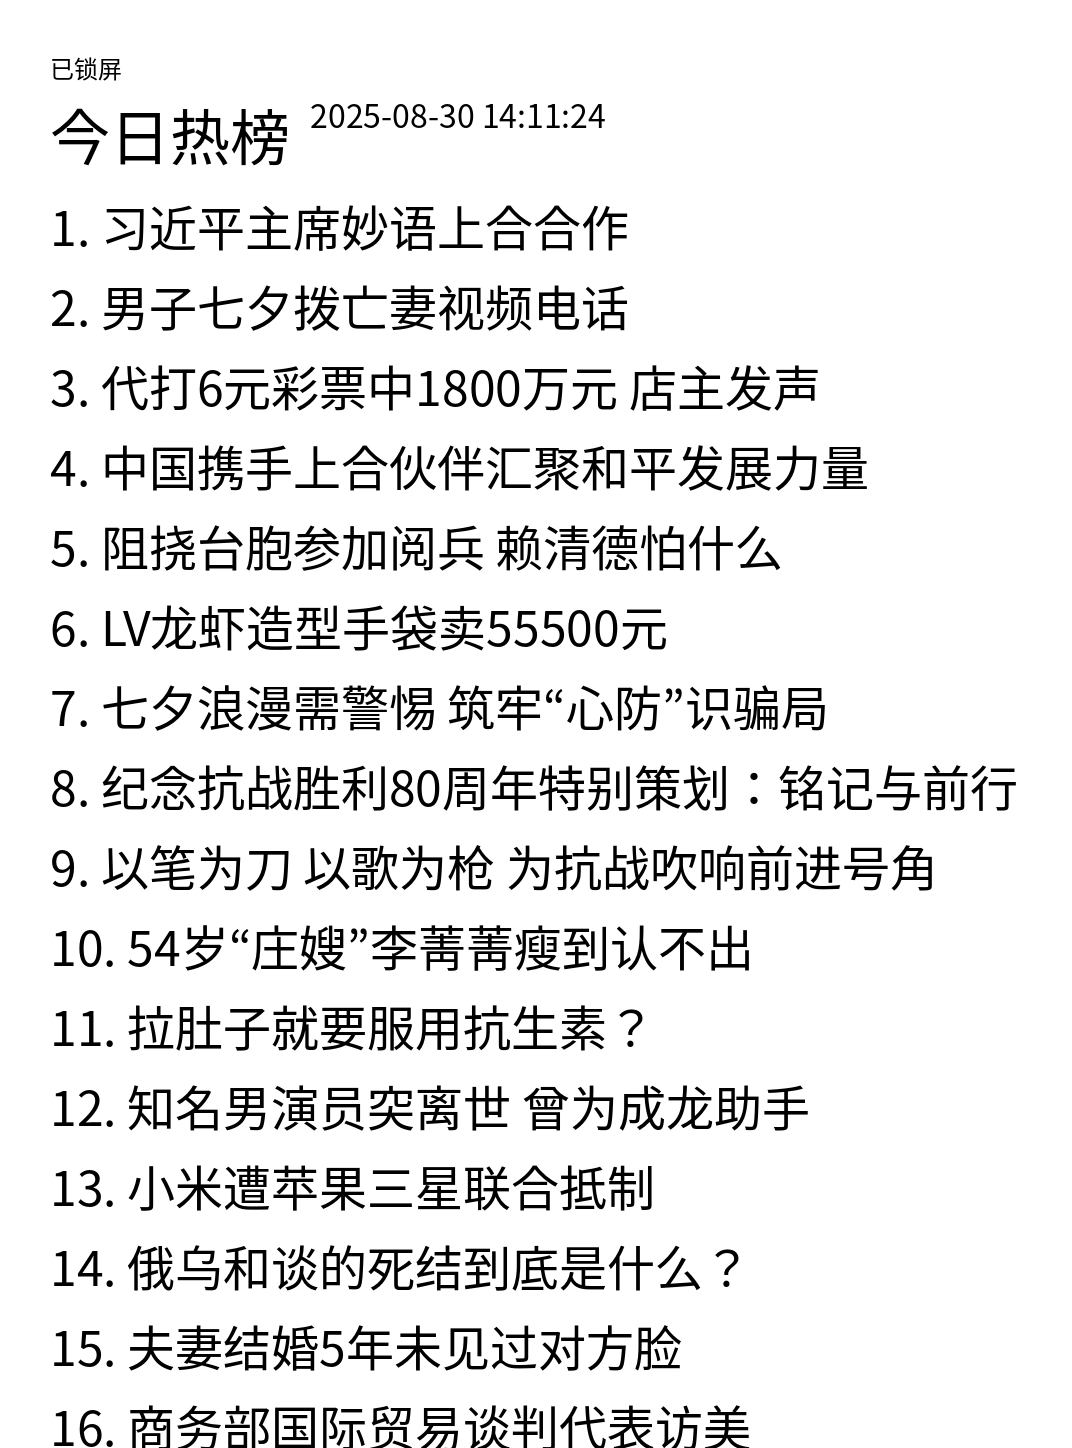 已锁屏
今日热榜 2025-08-30 14:11:24
1. 习近平主席妙语上合合作
2. 男子七夕拨亡妻视频电话
3. 代打6元彩票中1800万元 店主发声
4. 中国携手上合伙伴汇聚和平发展力量
5. 阻挠台胞参加阅兵 赖清德怕什么
6. LV龙虾造型手袋卖55500元
7. 七夕浪漫需警惕 筑牢“心防”识骗局
8. 纪念抗战胜利80周年特别策划：铭记与前行
9. 以笔为刀 以歌为枪 为抗战吹响前进号角
10. 54岁“庄嫂”李菁菁瘦到认不出
11. 拉肚子就要服用抗生素？
12. 知名男演员突离世 曾为成龙助手
13. 小米遭苹果三星联合抵制
14. 俄乌和谈的死结到底是什么？
15. 夫妻结婚5年未见过对方脸
16. 商务部国际贸易谈判代表访美